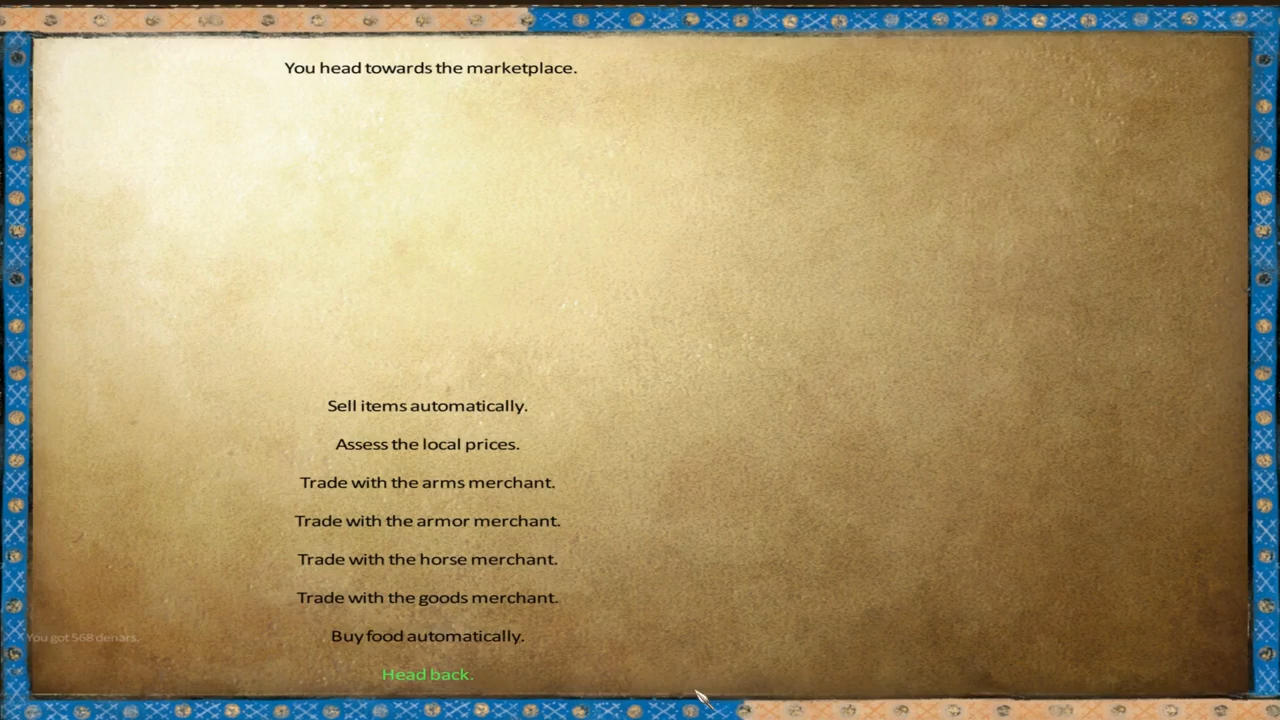 You head towards the marketplace.
Sell items automatically.
Assess the local prices.
Trade with the arms merchant.
Trade with the armor merchant.
Trade with the horse merchant.
Trade with the goods merchant.
Buy food automatically.
You got 568 denars.
Head back.